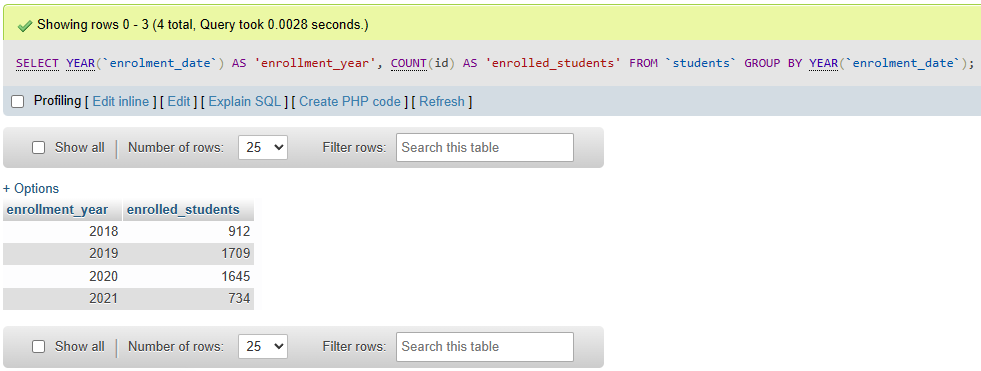 Showing rows 0 - 3 (4 total, Query took 0.0028 seconds.)
SELECT YEAR(`enrolment_date`) AS 'enrollment_year', COUNT(id) AS 'enrolled_students' FROM `students` GROUP BY YEAR(`enrolment_date`);
Profiling [ Edit inline ] [ Edit ] [ Explain SQL ] [ Create PHP code ] [ Refresh ]
Show all Number of rows: 25 Filter rows: Search this table
+ Options
enrollment_year enrolled_students
2018 912
2019 1709
2020 1645
2021 734
Show all Number of rows: 25 Filter rows: Search this table